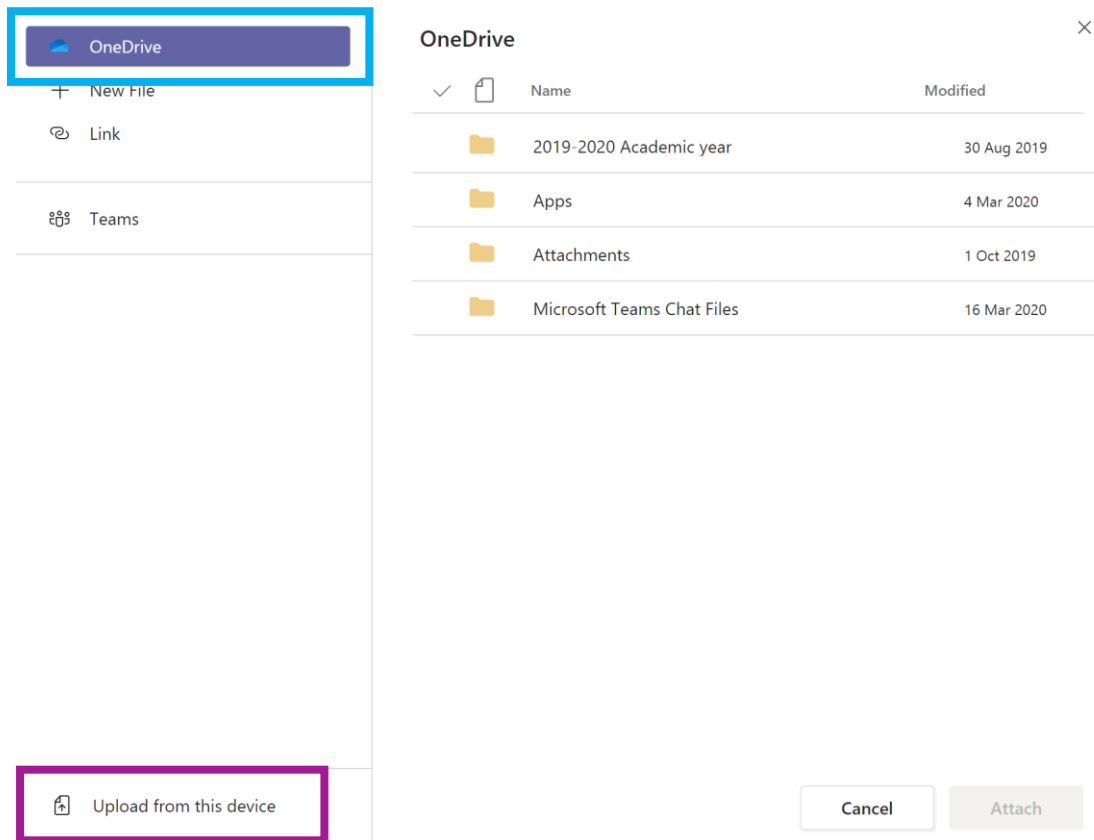 OneDrive
New File
Link
Teams
Upload from this device
OneDrive
Name Modified
2019-2020 Academic year 30 Aug 2019
Apps 4 Mar 2020
Attachments 1 Oct 2019
Microsoft Teams Chat Files 16 Mar 2020
Cancel Attach